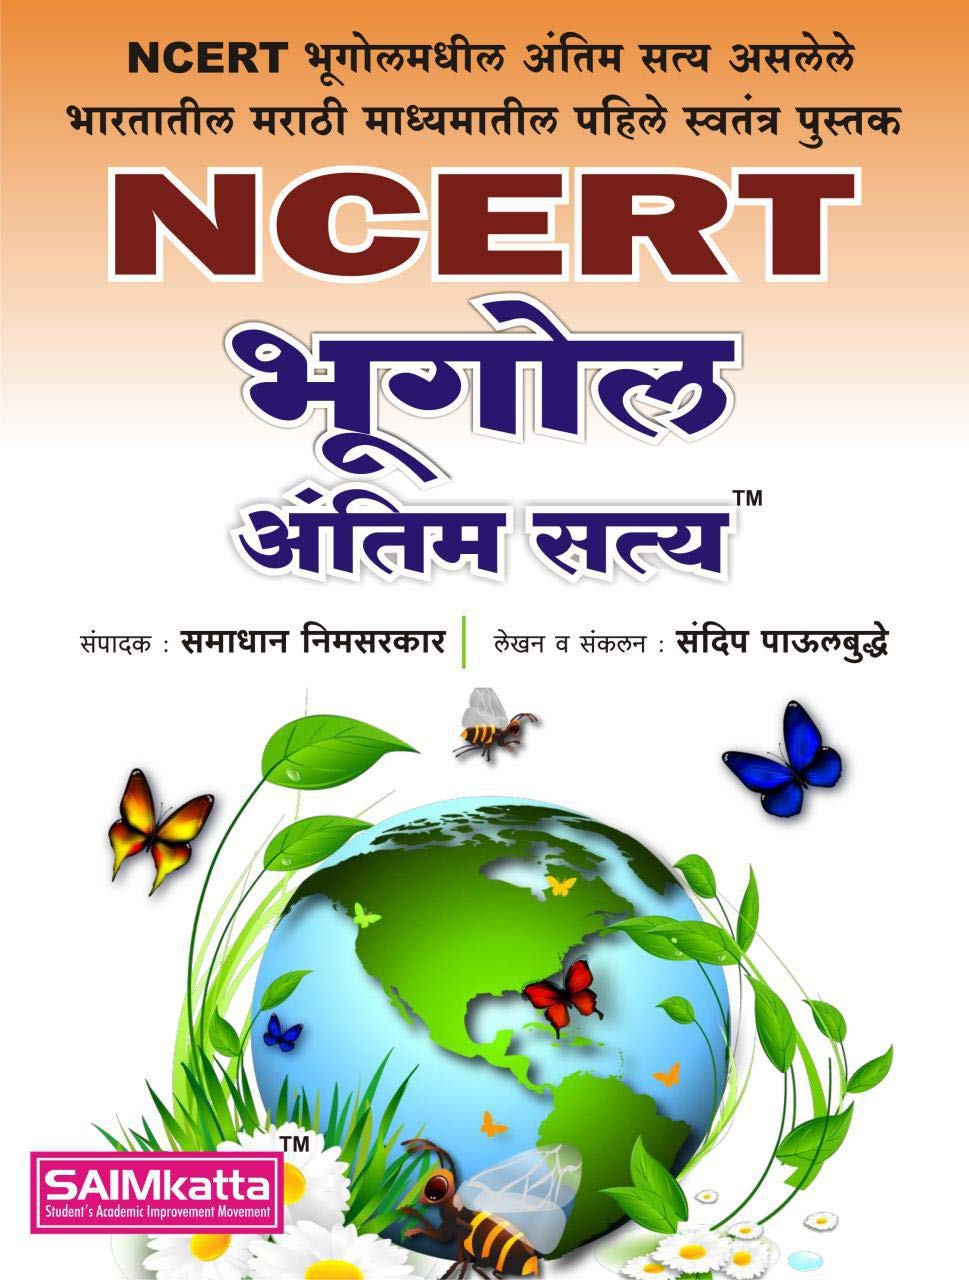 NCERT भूगोलमधील अंतिम सत्य असलेले
भारतातील मराठी माध्यमातील पहिले स्वतंत्र पुस्तक
NCERT
भूगोल
अंतिम सत्य™
संपादक : समाधान निमसरकार | लेखन व संकलन : संदिप पाऊलबुद्धे
SAIMkatta™
Student's Academic Improvement Movement